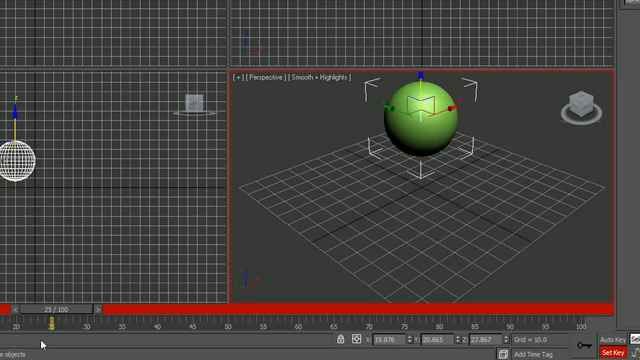 [ + ] [ Perspective ] [ Smooth + Highlights ]
z
< 25 / 100 >
20 30 35 40 45 50 55 60 65 70 75 80 85 90 95 100
X: 19.876 Y: 20.665 Z: 27.867 Grid = 10.0 Auto Key
e objects Add Time Tag Set Key